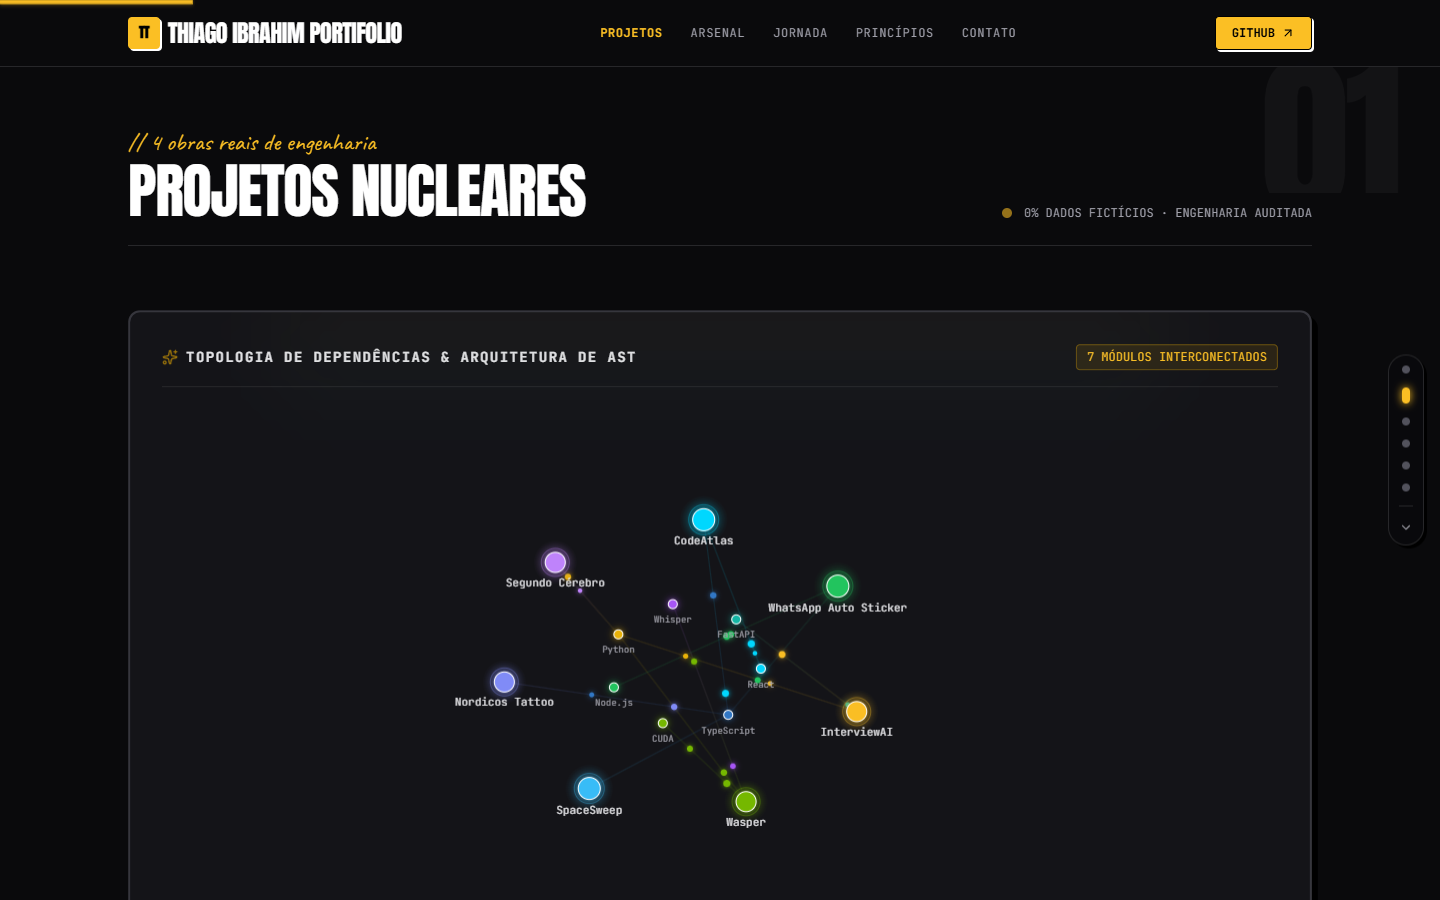 π THIAGO IBRAHIM PORTIFOLIO
PROJETOS ARSENAL JORNADA PRINCÍPIOS CONTATO
GITHUB
01
// 4 obras reais de engenharia
PROJETOS NUCLEARES
0% DADOS FICTÍCIOS · ENGENHARIA AUDITADA
TOPOLOGIA DE DEPENDÊNCIAS & ARQUITETURA DE AST
7 MÓDULOS INTERCONECTADOS
CodeAtlas
Segundo Cérebro
WhatsApp Auto Sticker
Whisper
FastAPI
Python
React
Nordicos Tattoo
Node.js
TypeScript
InterviewAI
CUDA
SpaceSweep
Wasper